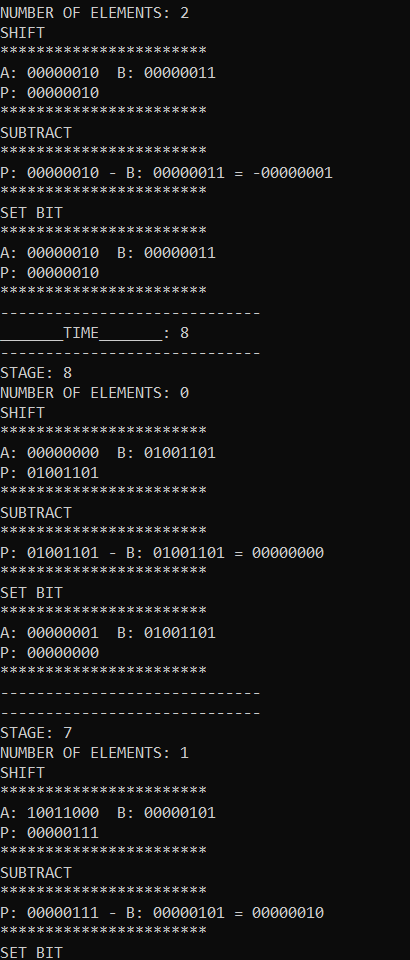 NUMBER OF ELEMENTS: 2
SHIFT
***********************
A: 00000010  B: 00000011
P: 00000010
***********************
SUBTRACT
***********************
P: 00000010 - B: 00000011 = -00000001
***********************
SET BIT
***********************
A: 00000010  B: 00000011
P: 00000010
***********************
-----------------------------
_______TIME_______: 8
-----------------------------
STAGE: 8
NUMBER OF ELEMENTS: 0
SHIFT
***********************
A: 00000000  B: 01001101
P: 01001101
***********************
SUBTRACT
***********************
P: 01001101 - B: 01001101 = 00000000
***********************
SET BIT
***********************
A: 00000001  B: 01001101
P: 00000000
***********************
-----------------------------
-----------------------------
STAGE: 7
NUMBER OF ELEMENTS: 1
SHIFT
***********************
A: 10011000  B: 00000101
P: 00000111
***********************
SUBTRACT
***********************
P: 00000111 - B: 00000101 = 00000010
***********************
SET BIT